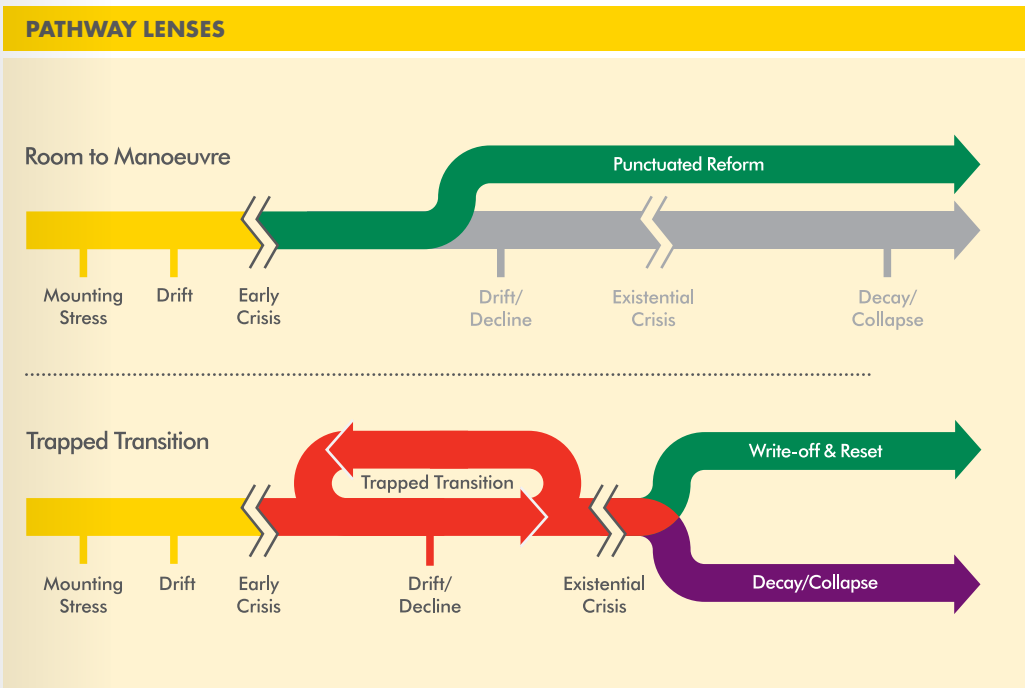 PATHWAY LENSES
Room to Manoeuvre
Punctuated Reform
Mounting
Stress
Drift
Early
Crisis
Drift/
Decline
Existential
Crisis
Decay/
Collapse
Trapped Transition
Write-off & Reset
Trapped Transition
Decay/Collapse
Mounting
Stress
Drift
Early
Crisis
Drift/
Decline
Existential
Crisis